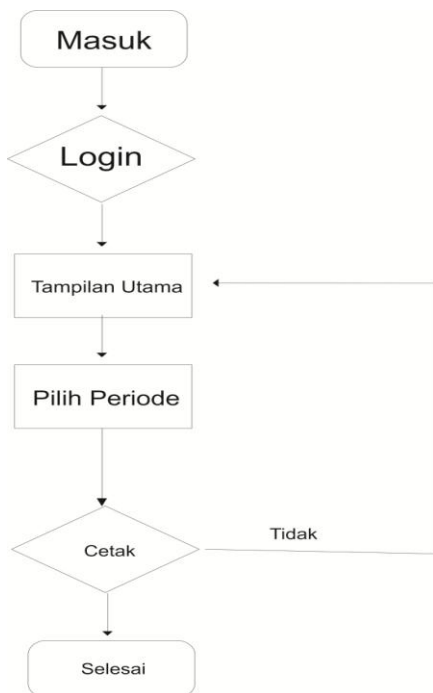 Masuk
Login
Tampilan Utama
Pilih Periode
Tidak
Cetak
Selesai